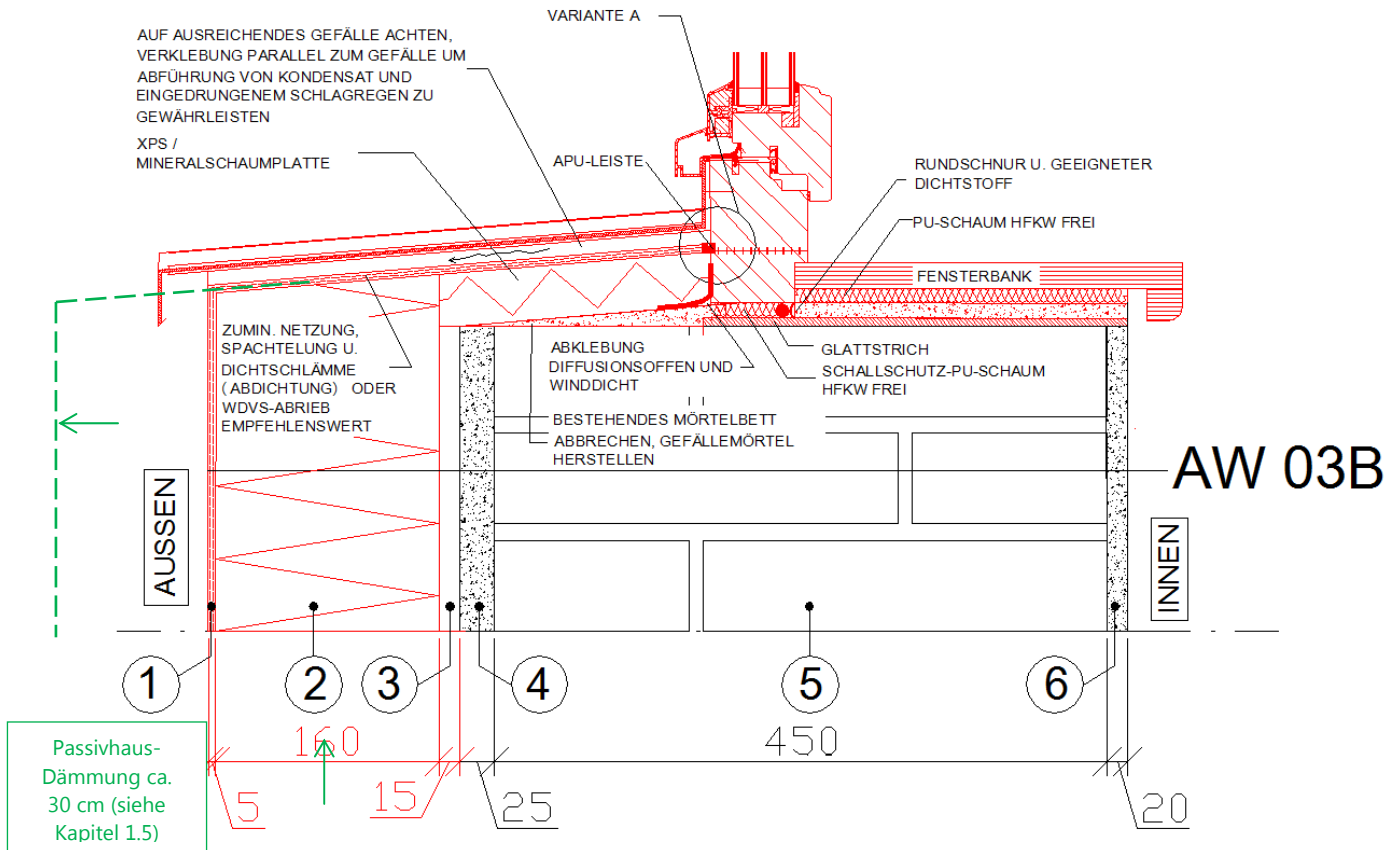 VARIANTE A
AUF AUSREICHENDES GEFÄLLE ACHTEN,
VERKLEBUNG PARALLEL ZUM GEFÄLLE UM
ABFÜHRUNG VON KONDENSAT UND
EINGEDRUNGENEM SCHLAGREGEN ZU
GEWÄHRLEISTEN
XPS /
MINERALSCHAUMPLATTE
APU-LEISTE
RUNDSCHNUR U. GEEIGNETER
DICHTSTOFF
PU-SCHAUM HFKW FREI
FENSTERBANK
ZUMIN. NETZUNG,
SPACHTELUNG U.
DICHTSCHLÄMME
(ABDICHTUNG) ODER
WDVS-ABRIEB
EMPFEHLENSWERT
ABKLEBUNG
DIFFUSIONSOFFEN UND
WINDDICHT
GLATTSTRICH
SCHALLSCHUTZ-PU-SCHAUM
HFKW FREI
BESTEHENDES MÖRTELBETT
ABBRECHEN, GEFÄLLEMÖRTEL
HERSTELLEN
AW 03B
AUSSEN
INNEN
1
2
3
4
5
6
160
450
5
15
25
20
Passivhaus-
Dämmung ca.
30 cm (siehe
Kapitel 1.5)